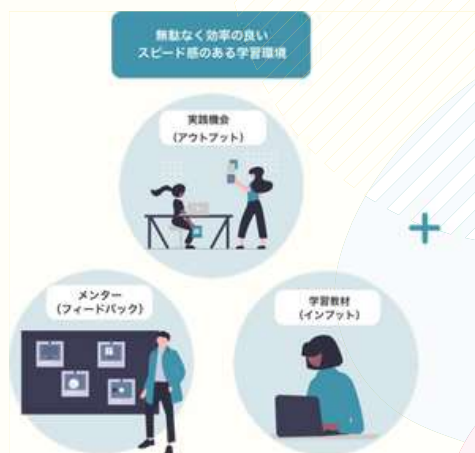 無駄なく効率の良い
スピード感のある学習環境
実践機会
(アウトプット)
メンター
(フィードバック)
学習教材
(インプット)
+